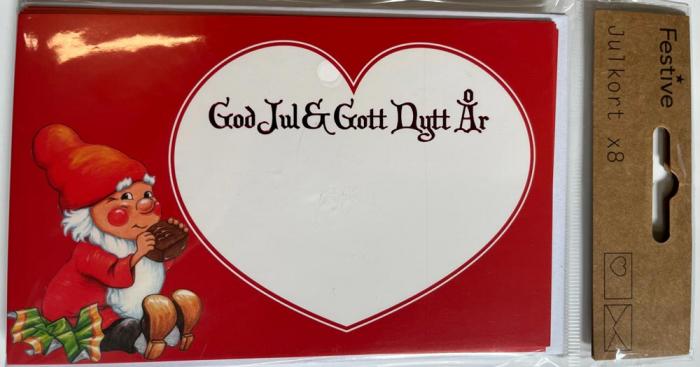 God Jul & Gott Nytt År
Festive
Julkort x8